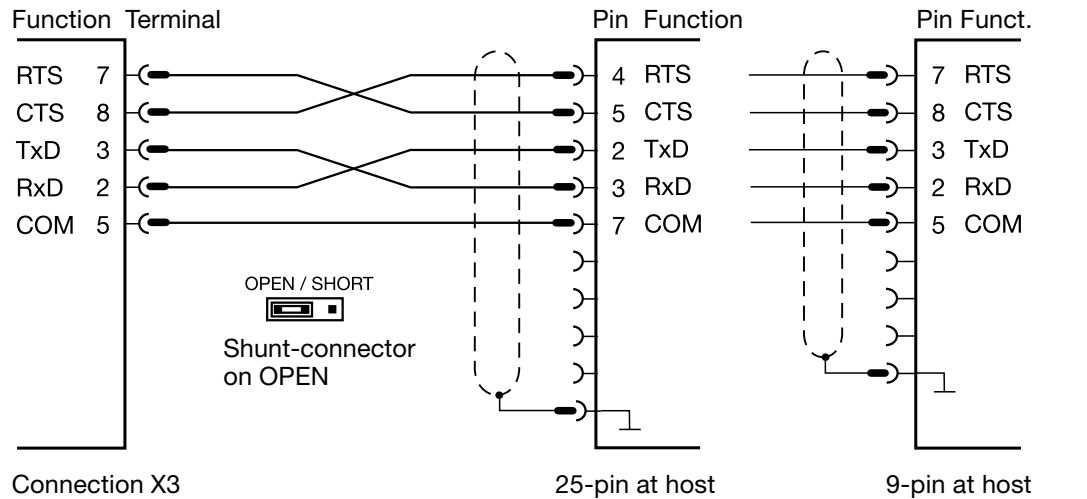 Function Terminal Pin Function Pin Funct.
RTS 7 4 RTS 7 RTS
CTS 8 5 CTS 8 CTS
TxD 3 2 TxD 3 TxD
RxD 2 3 RxD 2 RxD
COM 5 7 COM 5 COM
OPEN / SHORT
Shunt-connector
on OPEN
Connection X3 25-pin at host 9-pin at host